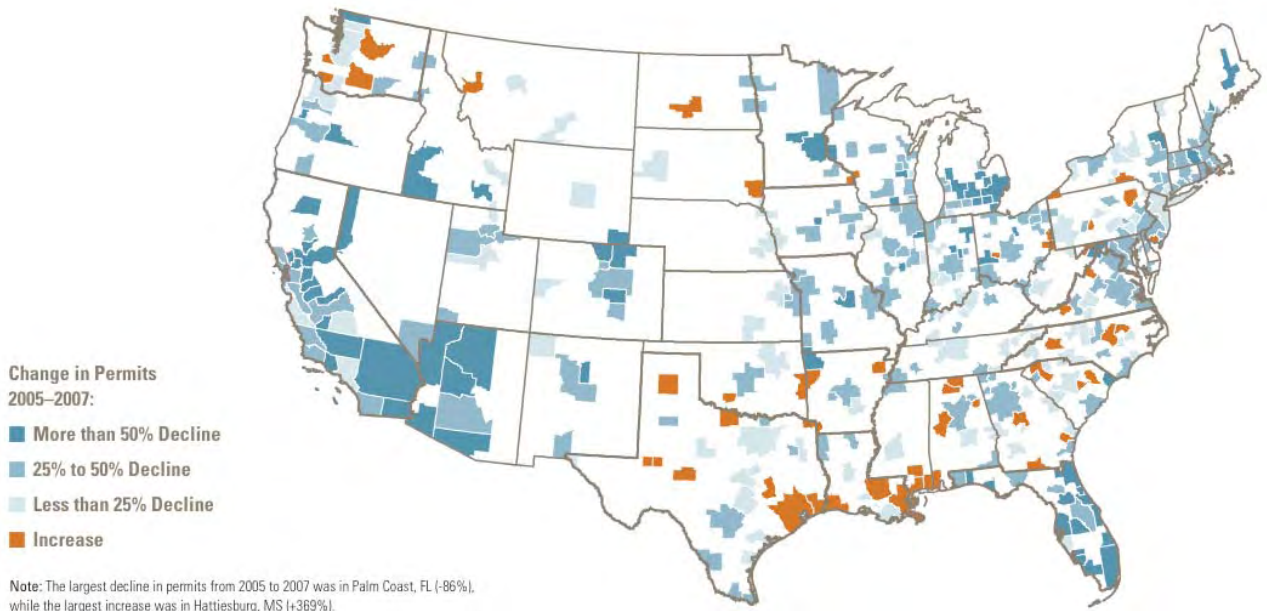 Change in Permits
2005–2007:
More than 50% Decline
25% to 50% Decline
Less than 25% Decline
Increase
Note: The largest decline in permits from 2005 to 2007 was in Palm Coast, FL (-86%),
while the largest increase was in Hattiesburg, MS (+369%).